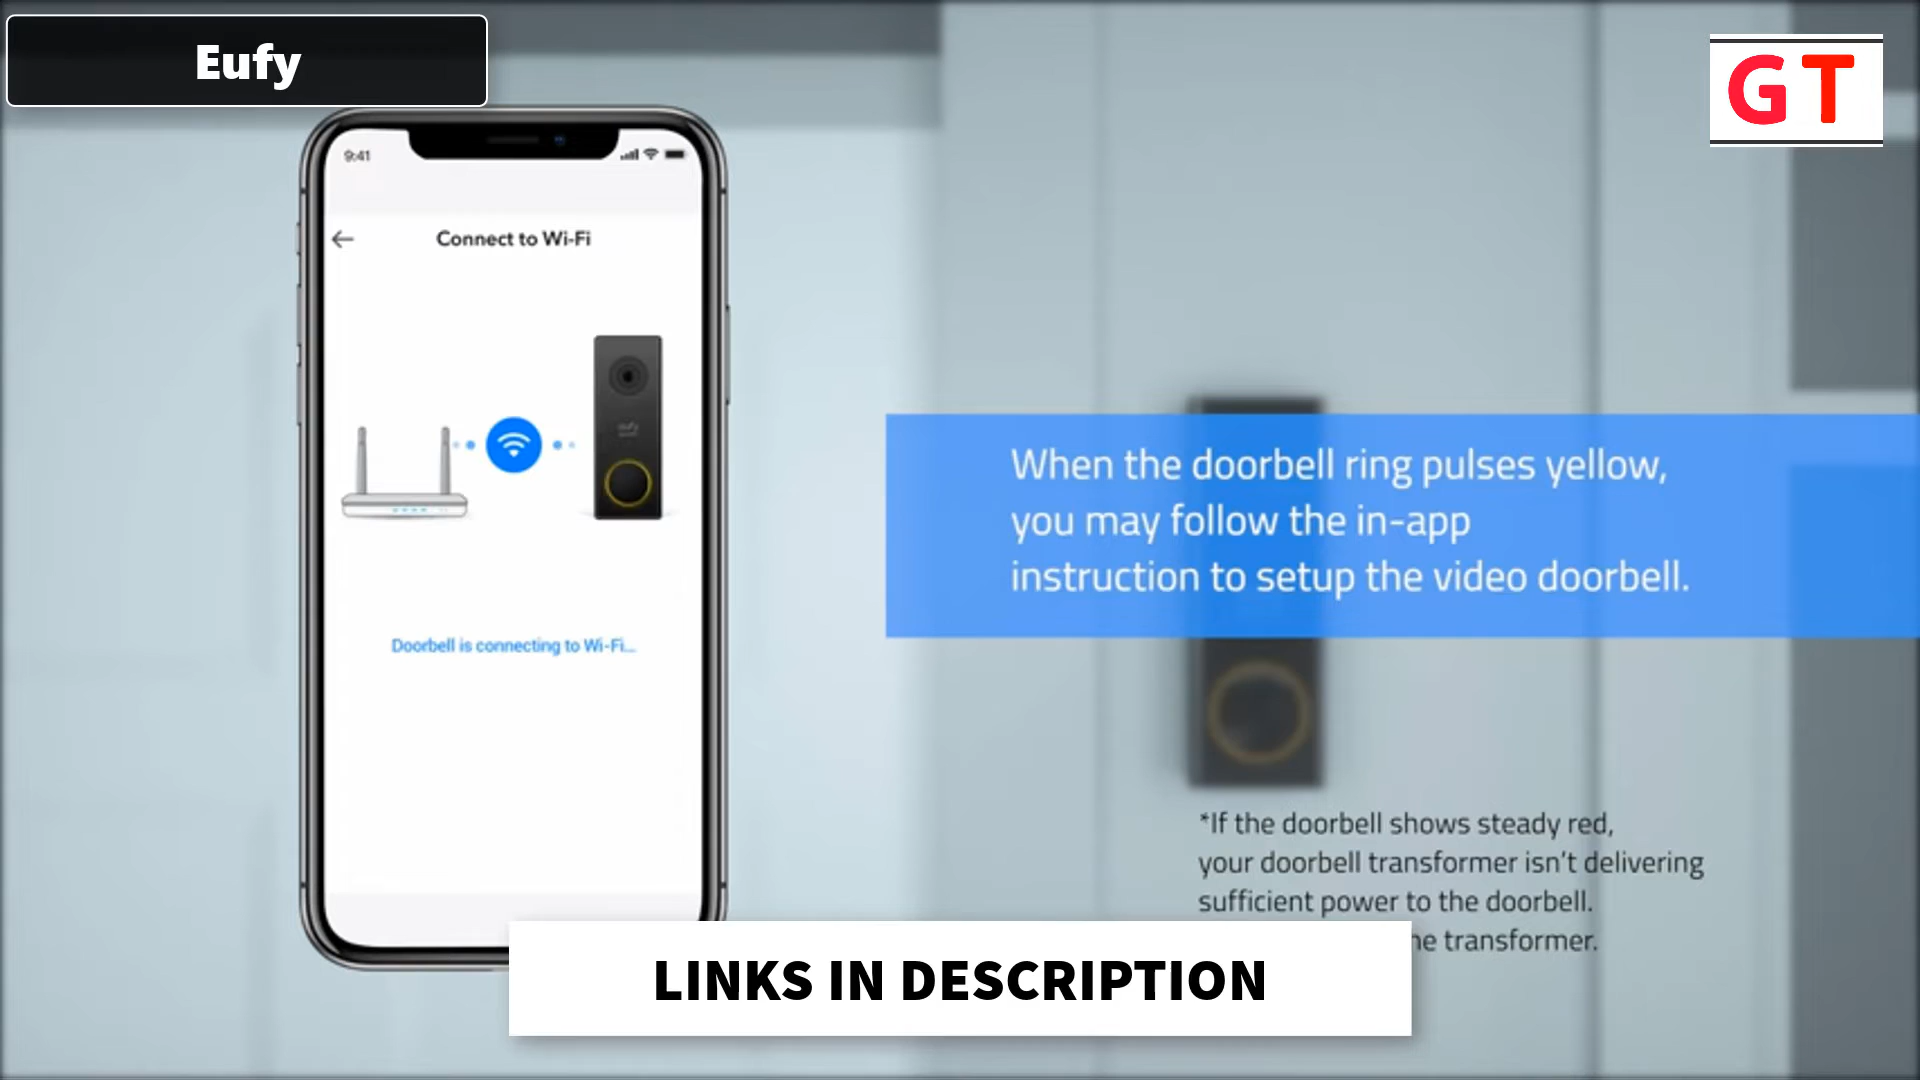 Eufy
GT
9:41
Connect to Wi-Fi
eufy
Doorbell is connecting to Wi-Fi...
When the doorbell ring pulses yellow,
you may follow the in-app
instruction to setup the video doorbell.
*If the doorbell shows steady red,
your doorbell transformer isn't delivering
sufficient power to the doorbell.
transformer.
LINKS IN DESCRIPTION